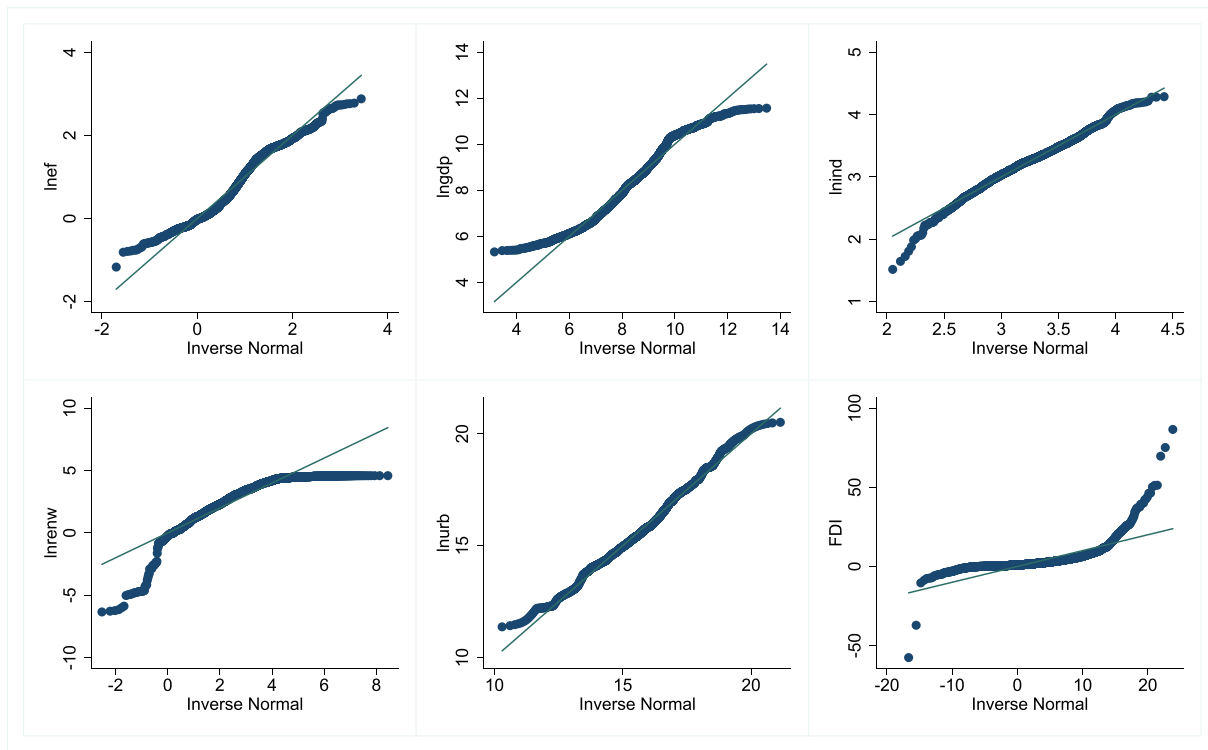 lnef
4
2
0
-2
-2 0 2 4
Inverse Normal
lngdp
14
12
10
8
6
4
4 6 8 10 12 14
Inverse Normal
lnind
5
4
3
2
1
2 2.5 3 3.5 4 4.5
Inverse Normal
lnrenw
10
5
0
-5
-10
-2 0 2 4 6 8
Inverse Normal
lnurb
20
15
10
10 15 20
Inverse Normal
FDI
100
50
0
-50
-20 -10 0 10 20
Inverse Normal